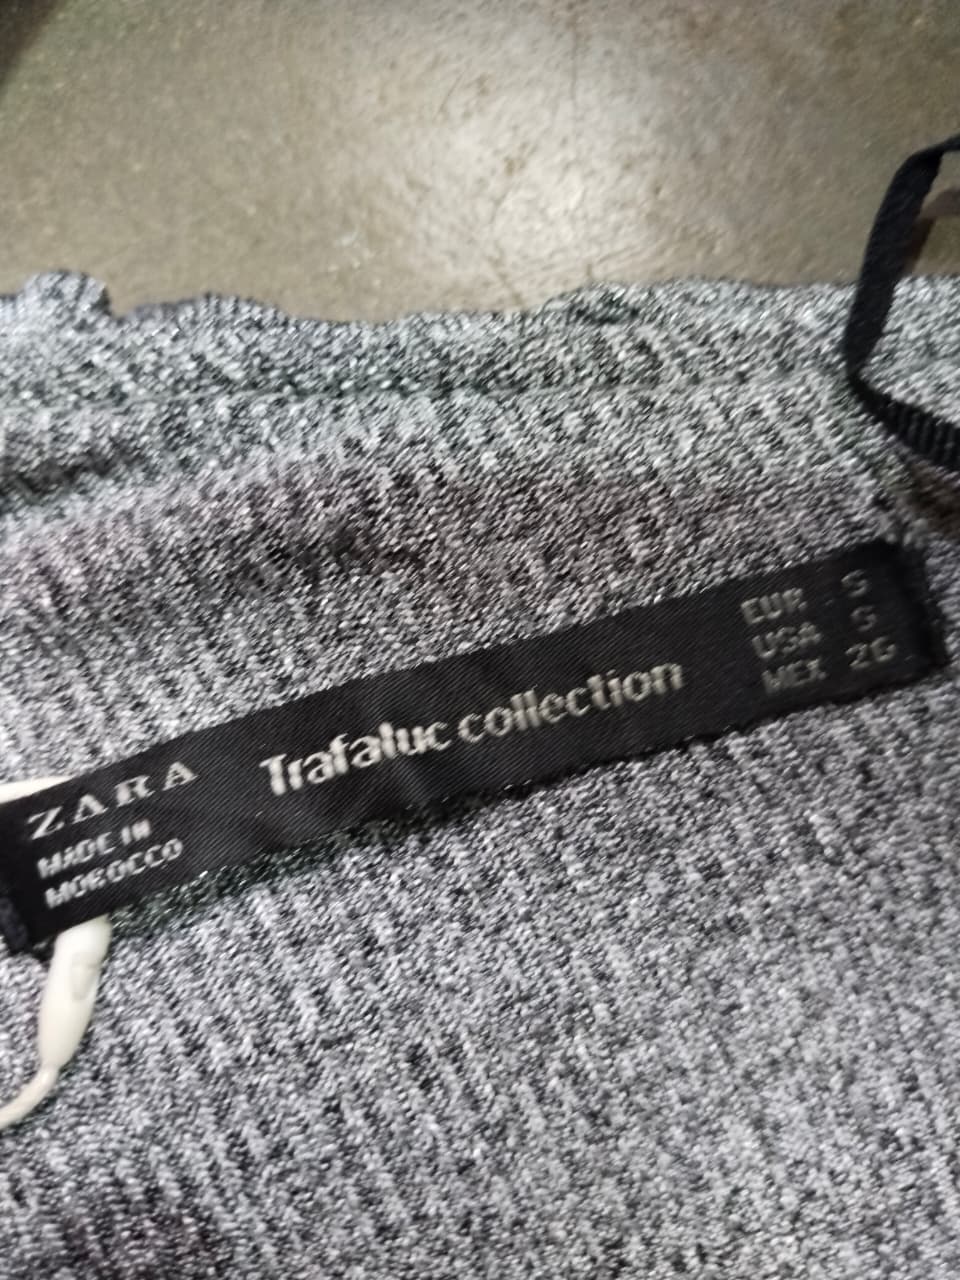 ZARA
MADE IN
MOROCCO
Trafaluc collection
EUR S
USA S
MEX 26